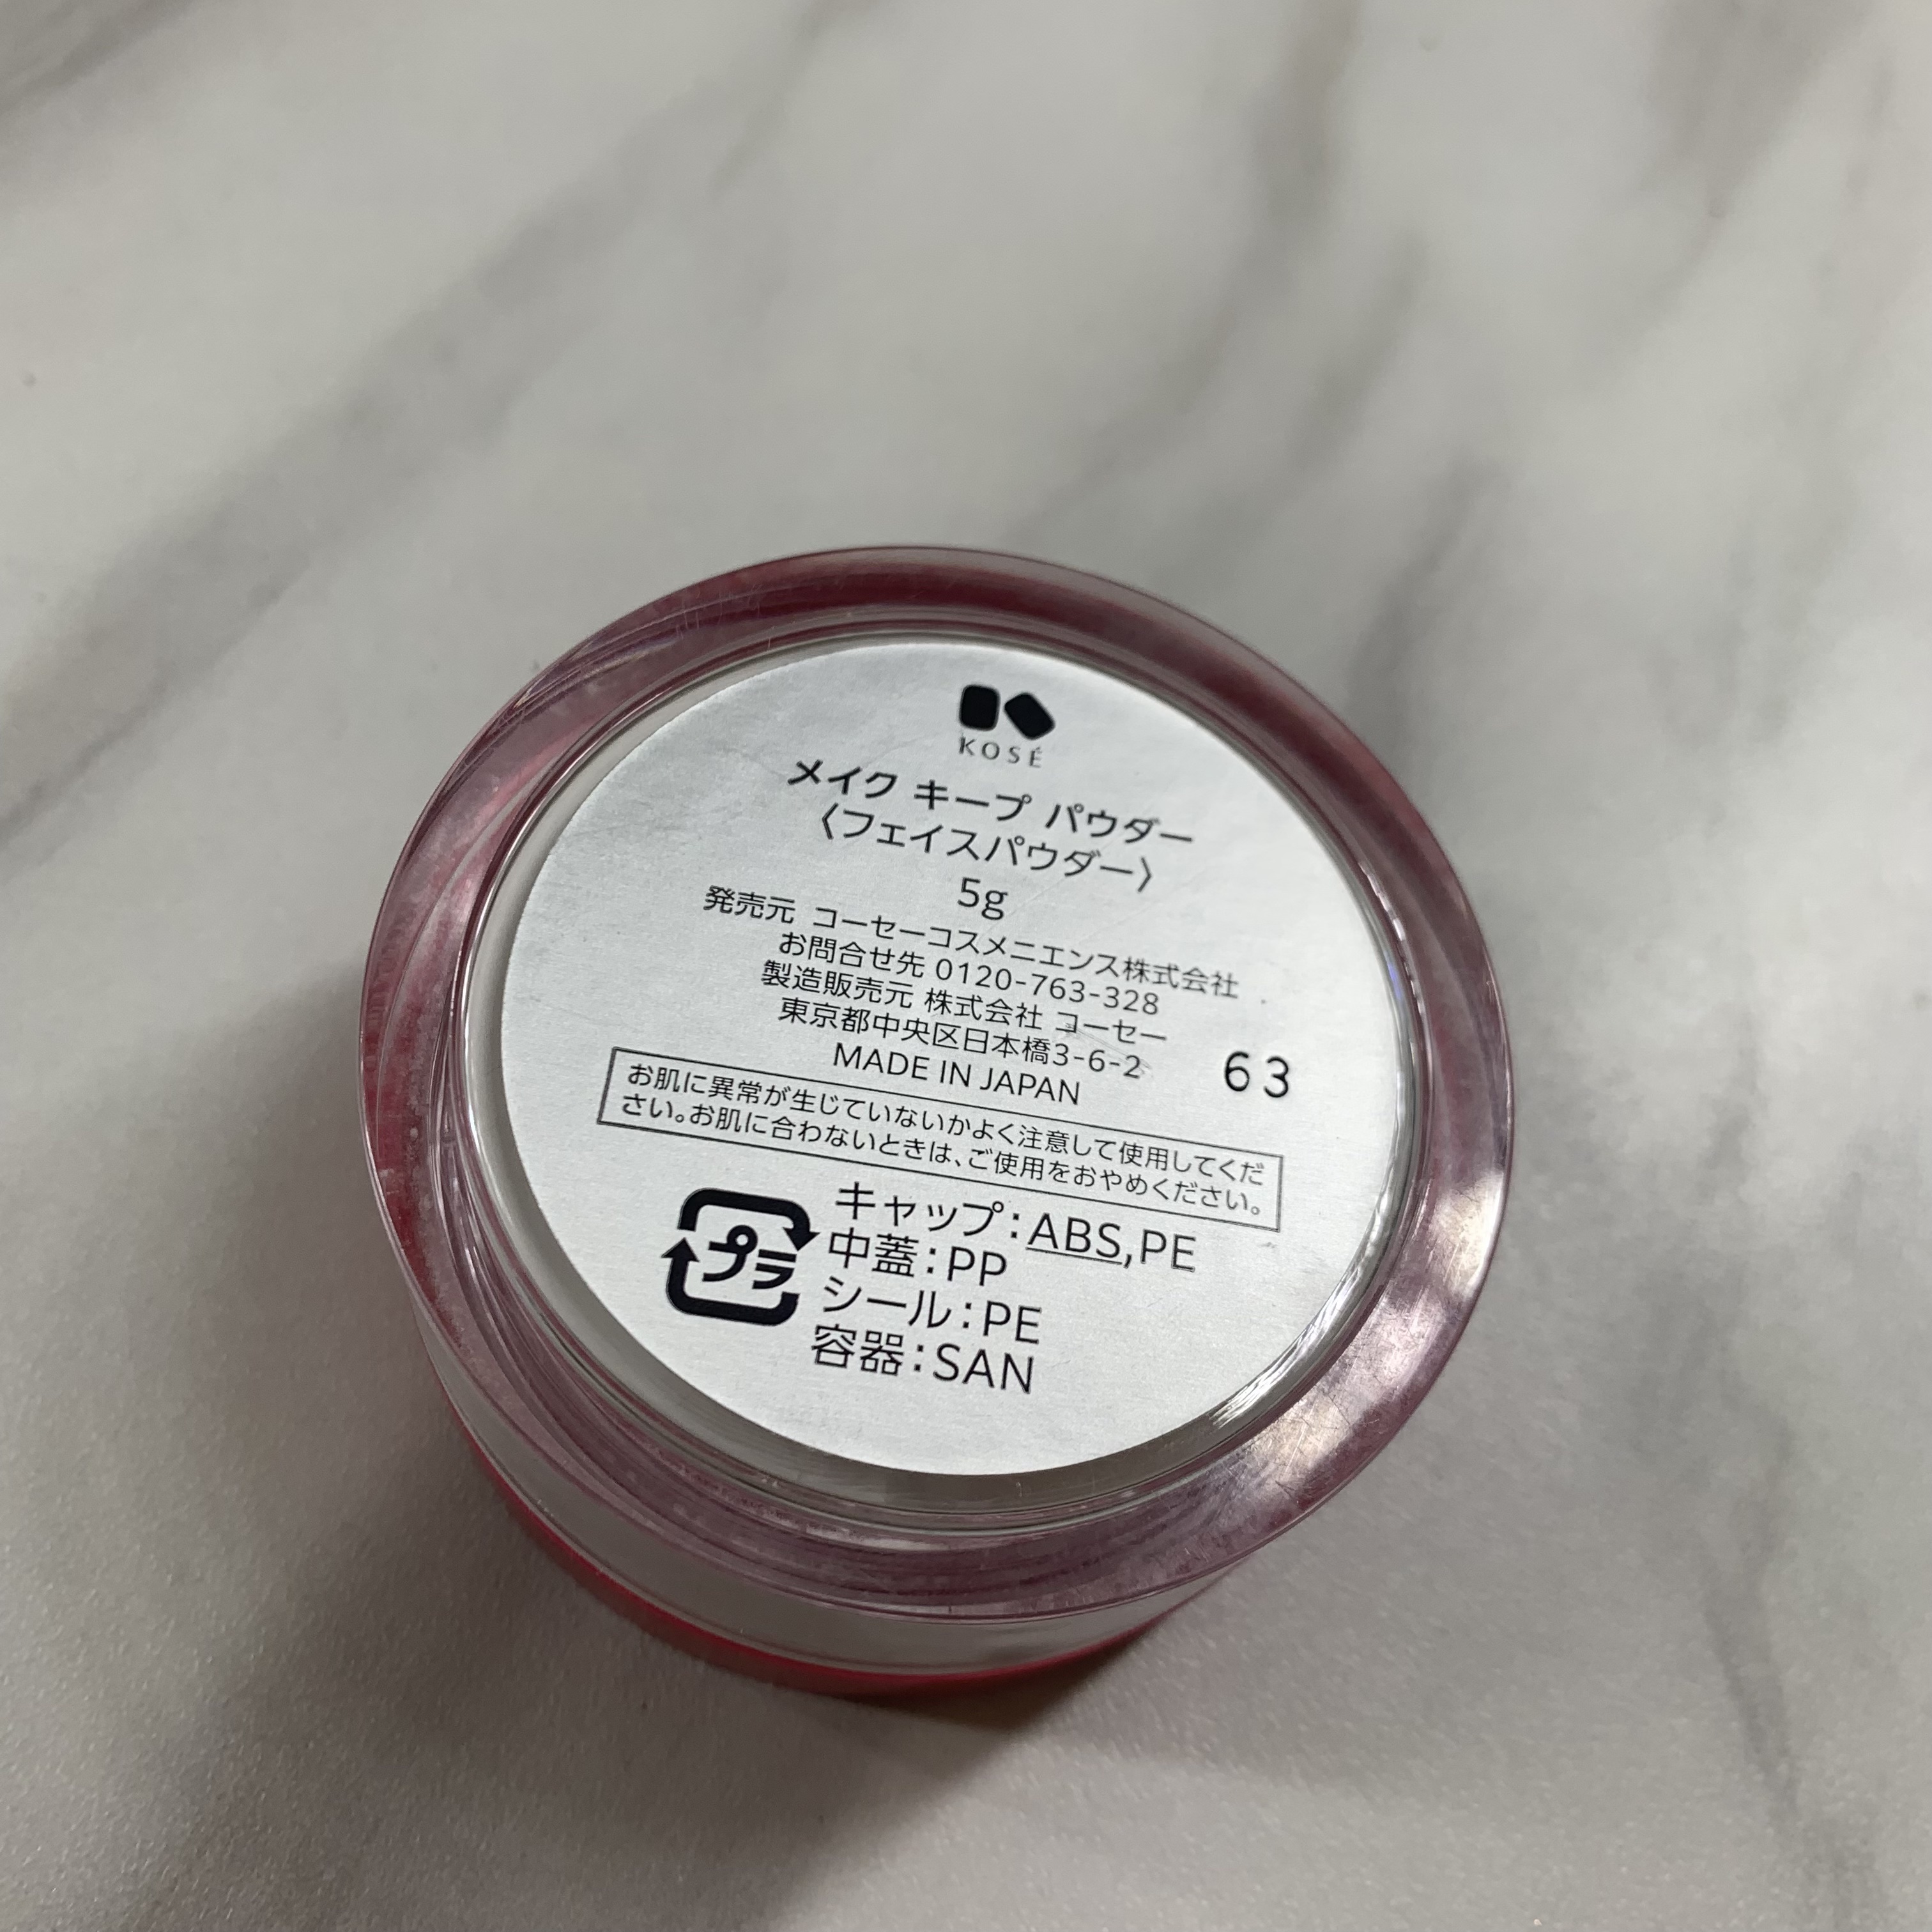 KOSÉ
メイク キープ パウダー
〈フェイスパウダー〉
5g
発売元 コーセーコスメニエンス株式会社
お問合せ先 0120-763-328
製造販売元 株式会社 コーセー
東京都中央区日本橋3-6-2
MADE IN JAPAN
63
お肌に異常が生じていないかよく注意して使用してくだ
さい。お肌に合わないときは、ご使用をおやめください。
プラ
キャップ：ABS,PE
中蓋：PP
シール：PE
容器：SAN